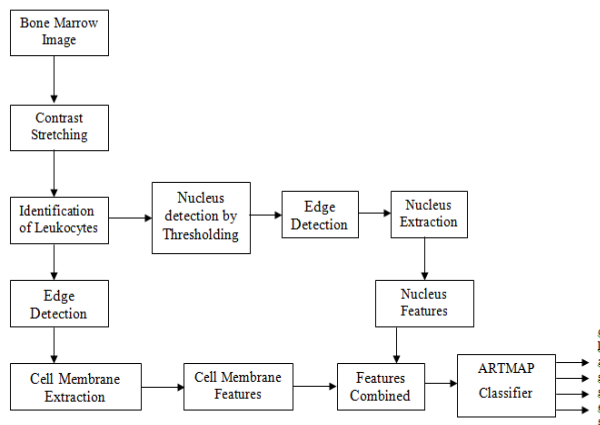 Bone Marrow
Image
Contrast
Stretching
Identification
of Leukocytes
Nucleus
detection by
Thresholding
Edge
Detection
Nucleus
Extraction
Edge
Detection
Nucleus
Features
Cell Membrane
Extraction
Cell Membrane
Features
Features
Combined
ARTMAP
Classifier